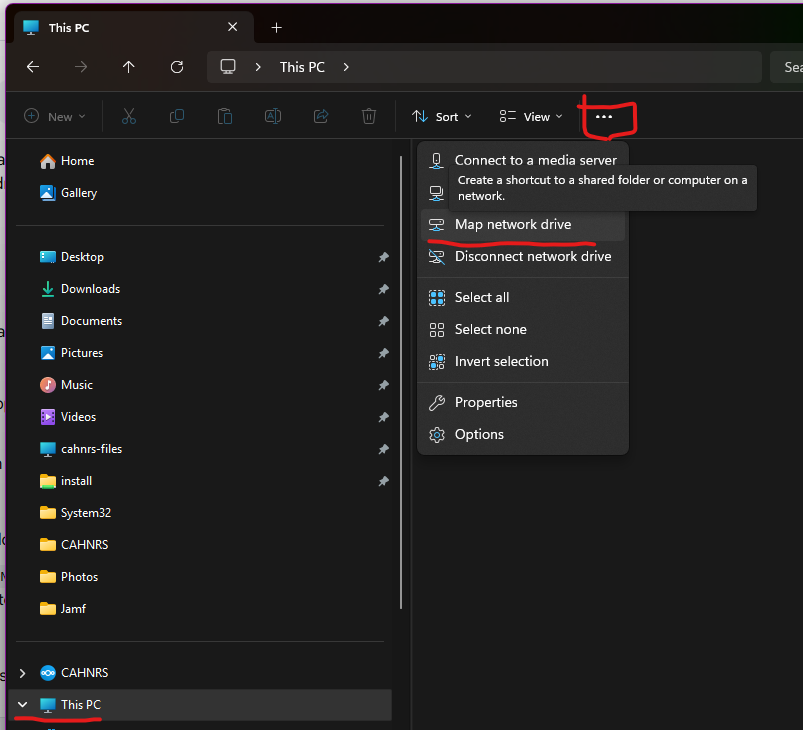 This PC
This PC
Sea
New
Sort
View
Home
Gallery
Desktop
Downloads
Documents
Pictures
Music
Videos
cahnrs-files
install
System32
CAHNRS
Photos
Jamf
CAHNRS
This PC
Connect to a media server
Create a shortcut to a shared folder or computer on a
network.
Map network drive
Disconnect network drive
Select all
Select none
Invert selection
Properties
Options